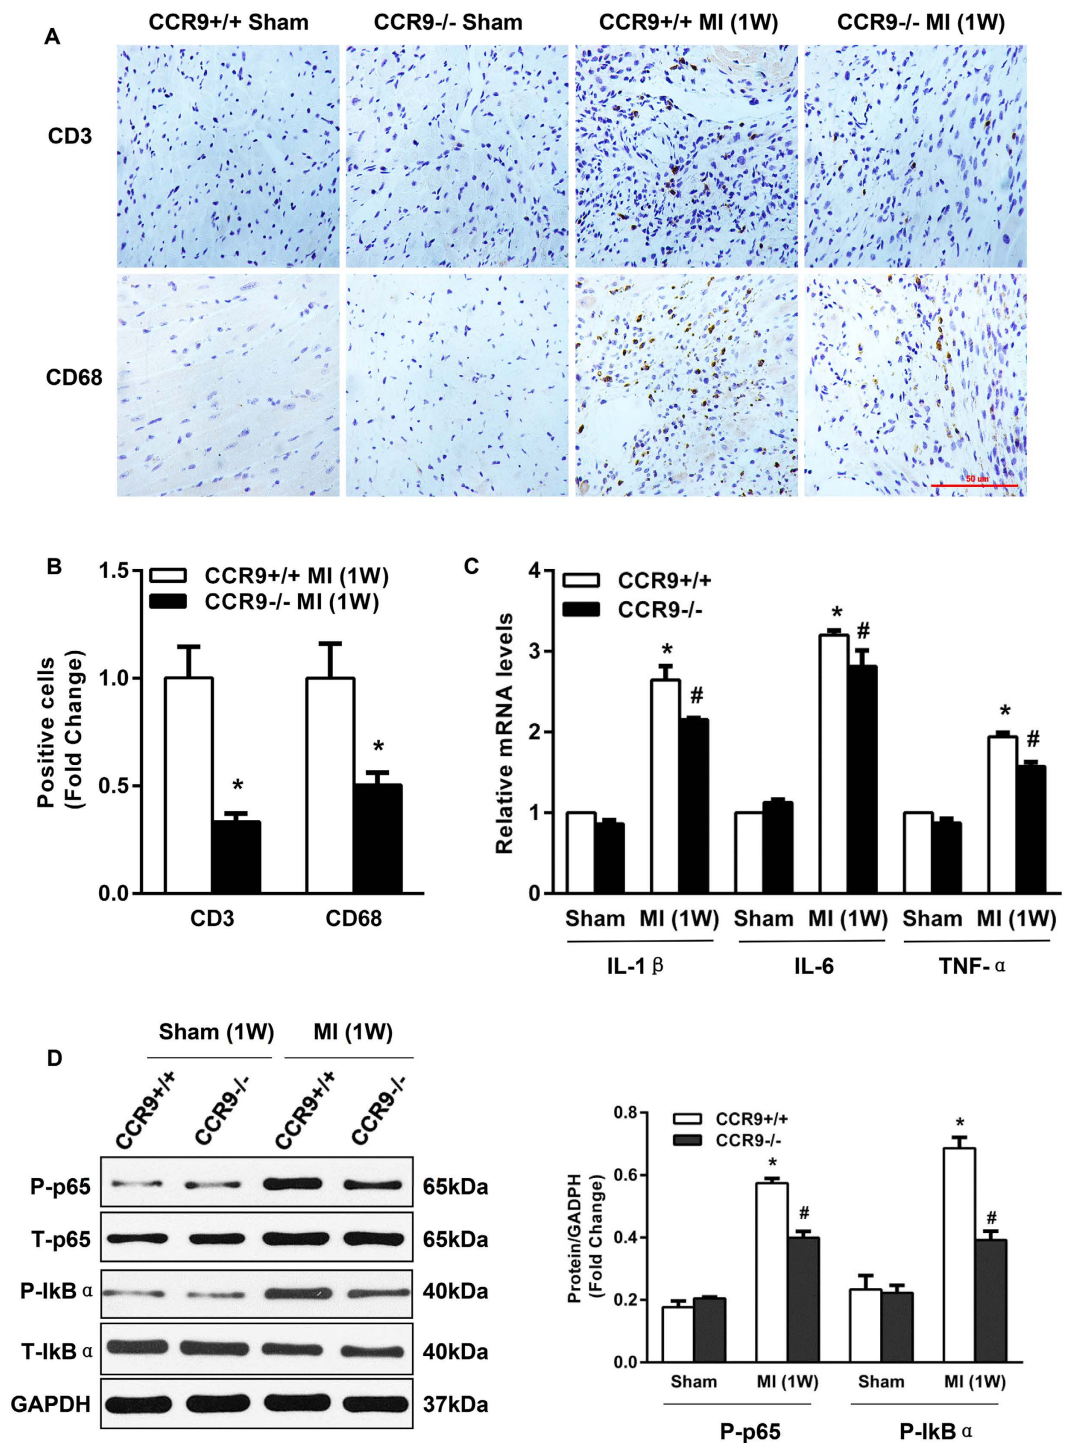 A
CCR9+/+ Sham
CCR9-/- Sham
CCR9+/+ MI (1W)
CCR9-/- MI (1W)
CD3
CD68
50 um
B
Positive cells
(Fold Change)
1.5
1.0
0.5
0.0
CCR9+/+ MI (1W)
CCR9-/- MI (1W)
*
*
CD3
CD68
C
Relative mRNA levels
4
3
2
1
0
CCR9+/+
CCR9-/-
*
#
*
#
*
#
Sham MI (1W) Sham MI (1W) Sham MI (1W)
IL-1 β
IL-6
TNF- α
D
Sham (1W)
MI (1W)
CCR9+/+
CCR9-/-
CCR9+/+
CCR9-/-
P-p65
65kDa
T-p65
65kDa
P-IkB α
40kDa
T-IkB α
40kDa
GAPDH
37kDa
Protein/GADPH
(Fold Change)
0.8
0.6
0.4
0.2
0.0
CCR9+/+
CCR9-/-
*
#
*
#
Sham MI (1W) Sham MI (1W)
P-p65
P-IkB α